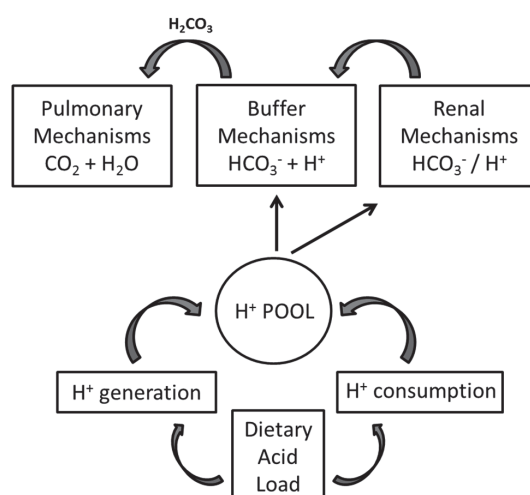 H₂CO₃
Pulmonary
Mechanisms
CO₂ + H₂O
Buffer
Mechanisms
HCO₃⁻ + H⁺
Renal
Mechanisms
HCO₃⁻ / H⁺
H⁺ POOL
H⁺ generation
H⁺ consumption
Dietary
Acid
Load